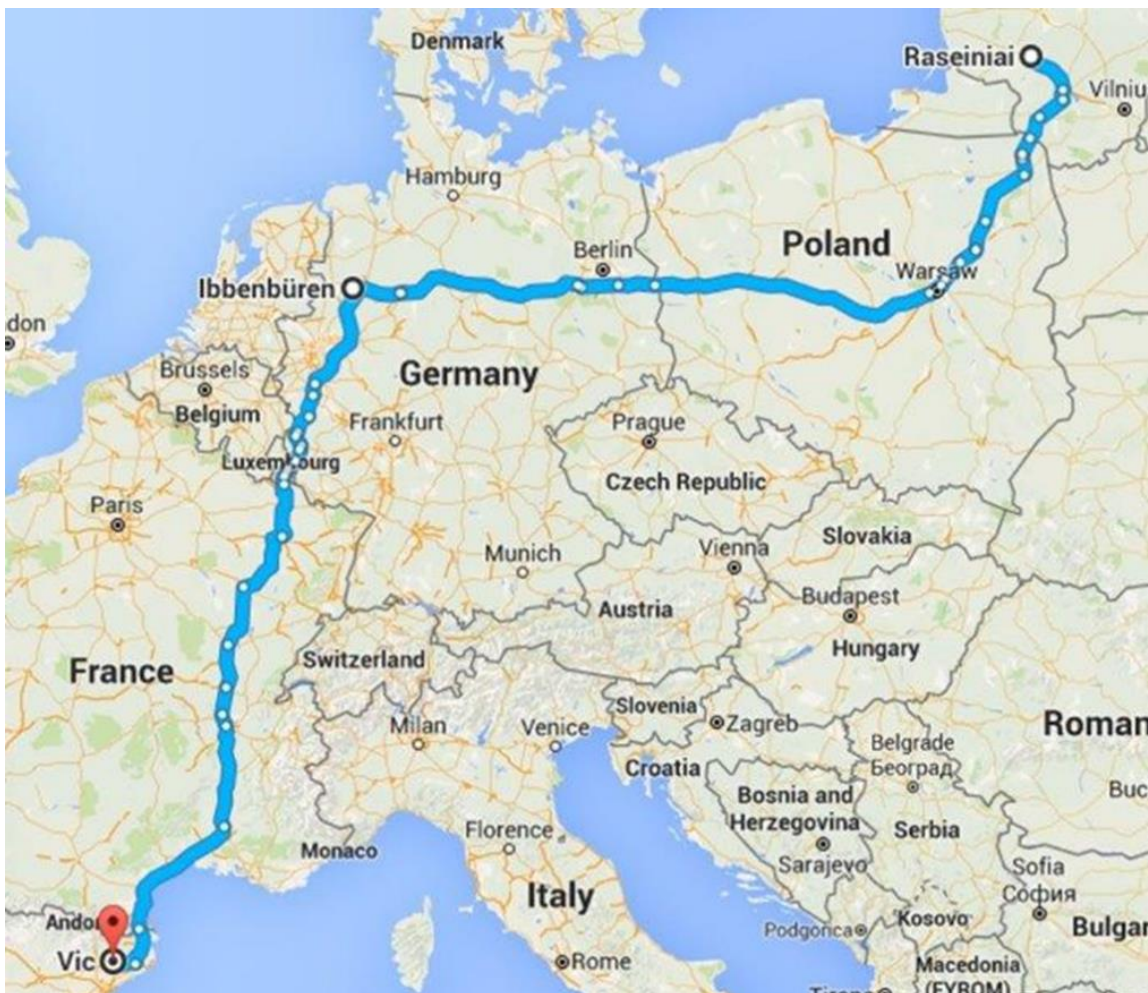 Denmark
Raseiniai
Vilniu
Hamburg
Berlin
Poland
Warsaw
Ibbenbüren
don
Brussels
Germany
Belgium
Frankfurt
Prague
Luxembourg
Czech Republic
Paris
Slovakia
Munich
Vienna
Budapest
Austria
Hungary
France
Switzerland
Slovenia
Milan
Venice
Zagreb
Roman
Belgrade
Београд
Croatia
Bosnia and
Herzegovina
Buc
Florence
Serbia
Monaco
Sarajevo
Sofia
София
Italy
Ando
Kosovo
Podgorica
Bulgar
Vic
Rome
Macedonia
(FYROM)